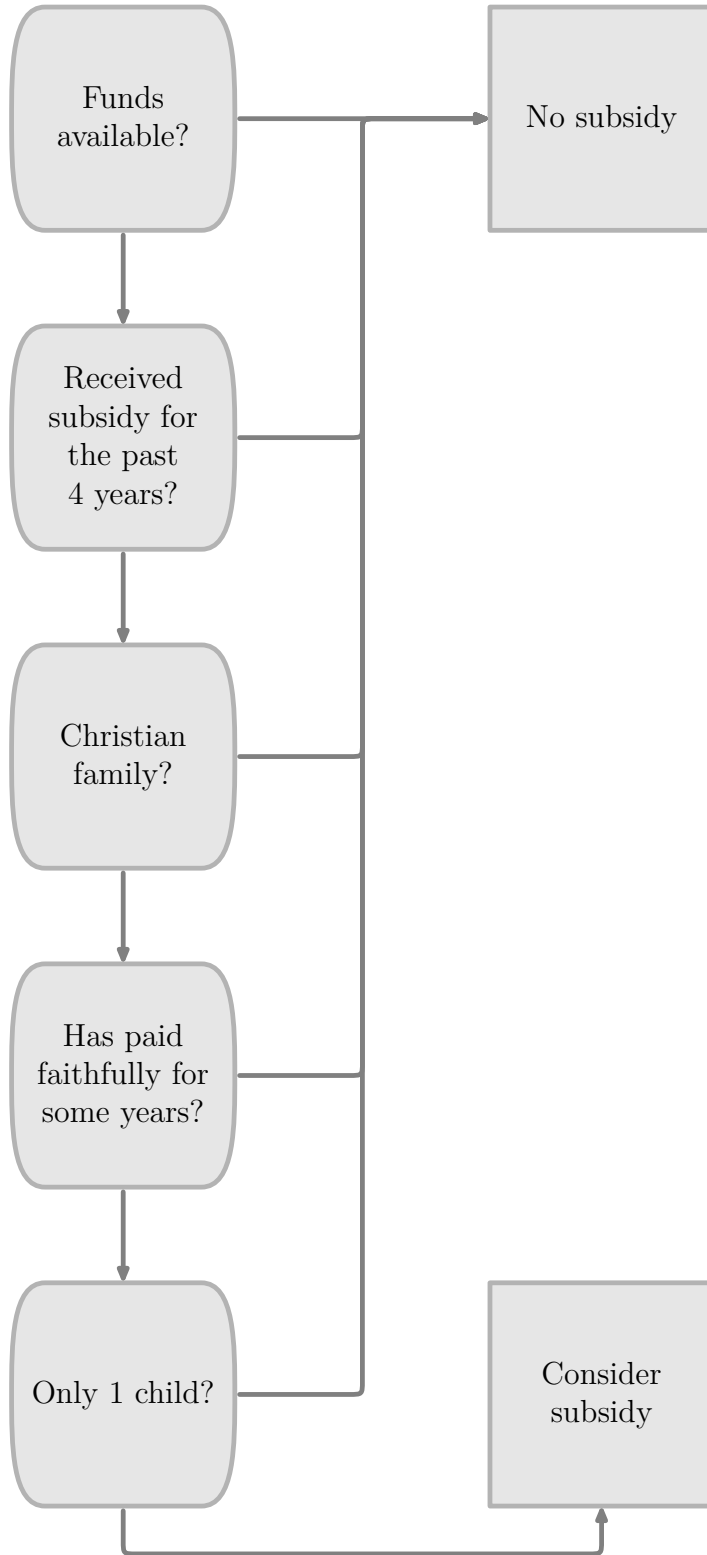 Funds
available?
No subsidy
Received
subsidy for
the past
4 years?
Christian
family?
Has paid
faithfully for
some years?
Only 1 child?
Consider
subsidy